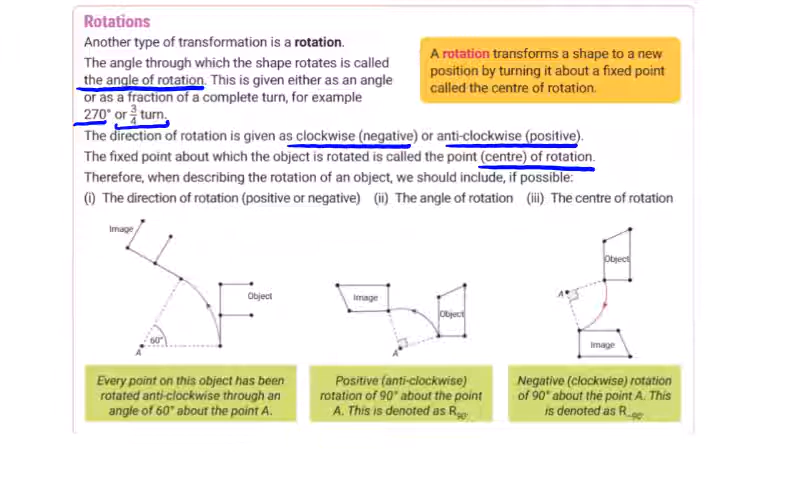 Rotations
Another type of transformation is a rotation.
The angle through which the shape rotates is called
the angle of rotation. This is given either as an angle
or as a fraction of a complete turn, for example
270° or 3/4 turn.
A rotation transforms a shape to a new
position by turning it about a fixed point
called the centre of rotation.
The direction of rotation is given as clockwise (negative) or anti-clockwise (positive).
The fixed point about which the object is rotated is called the point (centre) of rotation.
Therefore, when describing the rotation of an object, we should include, if possible:
(i) The direction of rotation (positive or negative) (ii) The angle of rotation (iii) The centre of rotation
Image
Object
60°
A
Image
Object
A
Object
A
Image
Every point on this object has been
rotated anti-clockwise through an
angle of 60° about the point A.
Positive (anti-clockwise)
rotation of 90° about the point
A. This is denoted as R90°
Negative (clockwise) rotation
of 90° about the point A. This
is denoted as R–90°